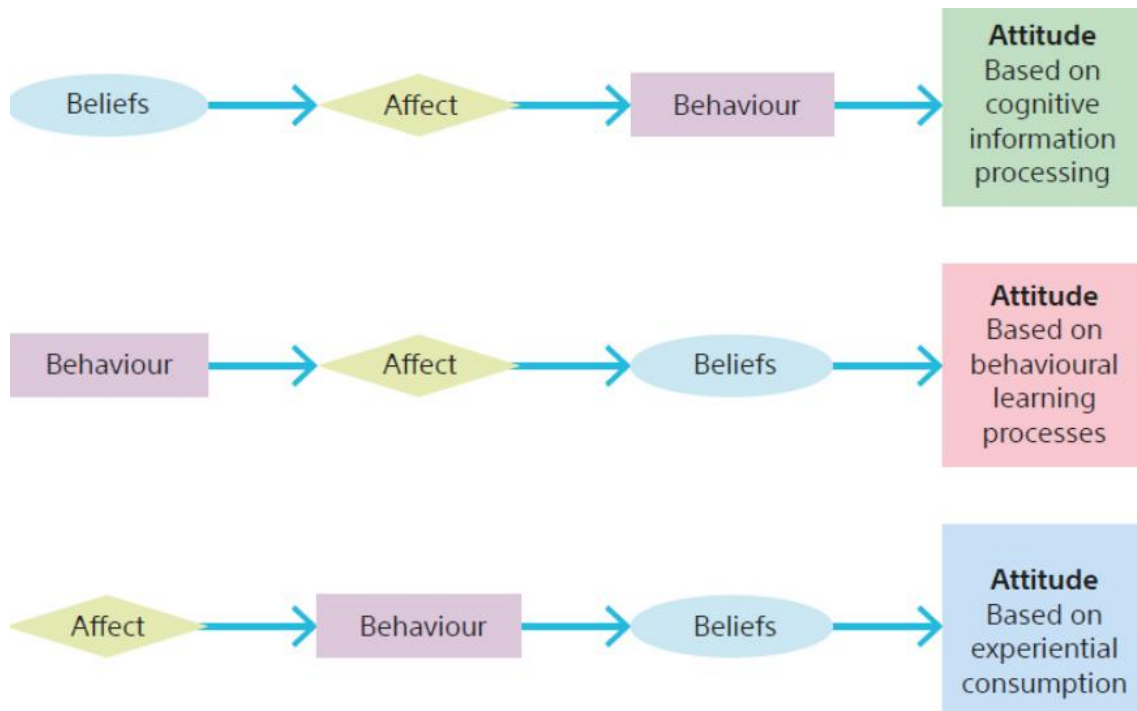 Beliefs
Affect
Behaviour
Attitude
Based on
cognitive
information
processing
Behaviour
Affect
Beliefs
Attitude
Based on
behavioural
learning
processes
Affect
Behaviour
Beliefs
Attitude
Based on
experiential
consumption